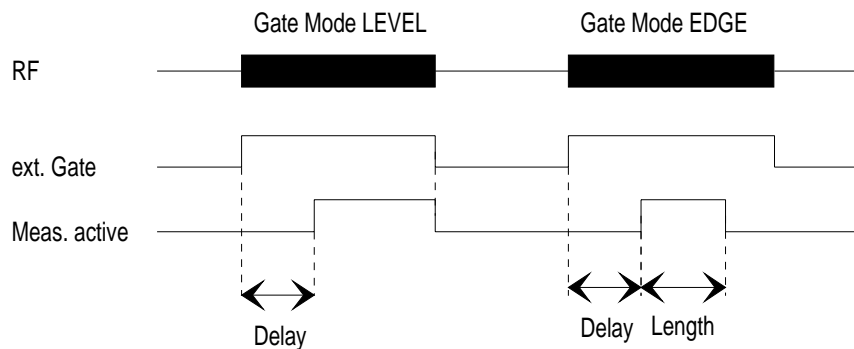 Gate Mode LEVEL Gate Mode EDGE
RF
ext. Gate
Meas. active
Delay Delay Length